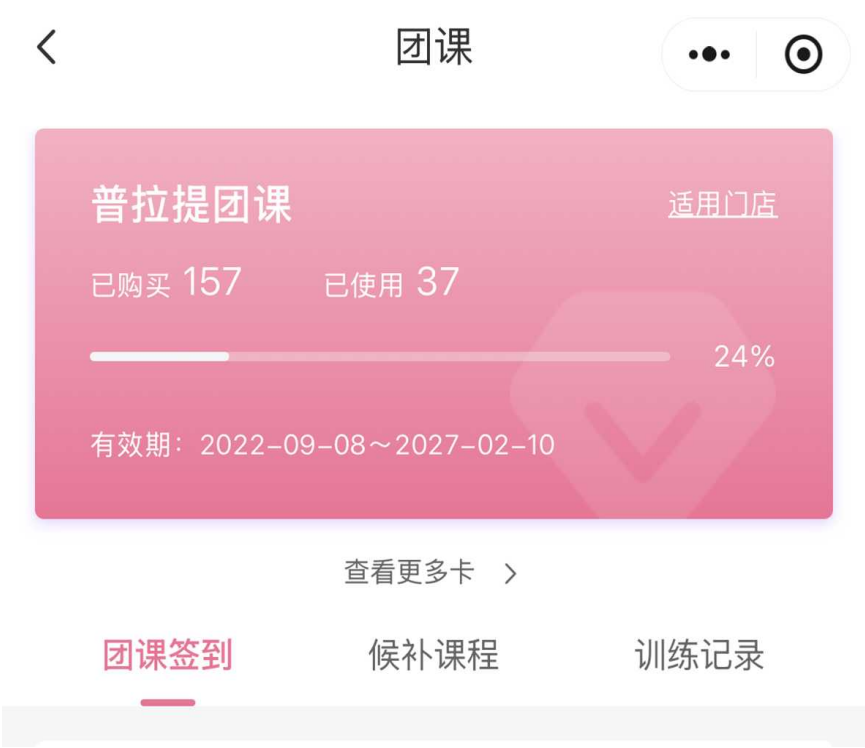 团课
普拉提团课 适用门店
已购买 157 已使用 37
24%
有效期：2022-09-08～2027-02-10
查看更多卡
团课签到 候补课程 训练记录